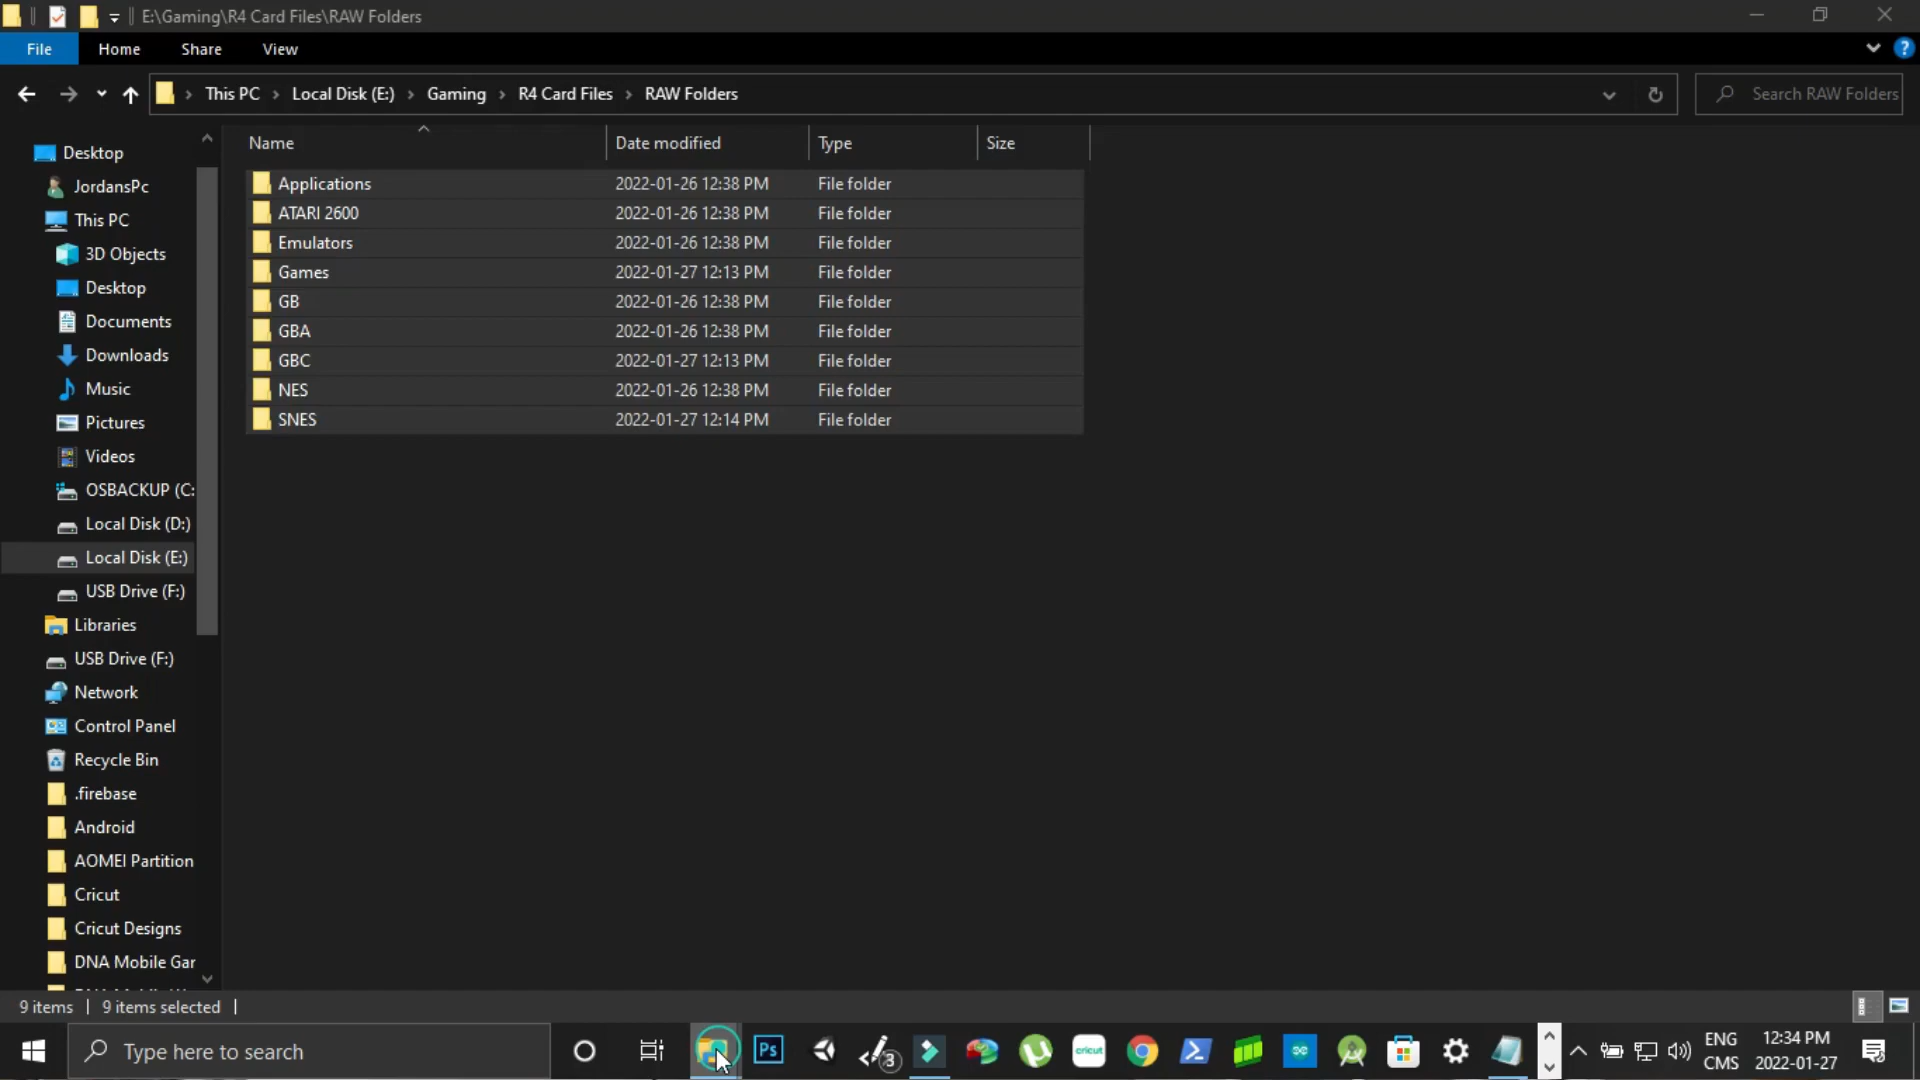 E:\Gaming\R4 Card Files\RAW Folders
File Home Share View
This PC Local Disk (E:) Gaming R4 Card Files RAW Folders
Search RAW Folders
Name Date modified Type Size
Applications 2022-01-26 12:38 PM File folder
ATARI 2600 2022-01-26 12:38 PM File folder
Emulators 2022-01-26 12:38 PM File folder
Games 2022-01-27 12:13 PM File folder
GB 2022-01-26 12:38 PM File folder
GBA 2022-01-26 12:38 PM File folder
GBC 2022-01-27 12:13 PM File folder
NES 2022-01-26 12:38 PM File folder
SNES 2022-01-27 12:14 PM File folder
Desktop
JordansPc
This PC
3D Objects
Desktop
Documents
Downloads
Music
Pictures
Videos
OSBACKUP (C:
Local Disk (D:)
Local Disk (E:)
USB Drive (F:)
Libraries
USB Drive (F:)
Network
Control Panel
Recycle Bin
.firebase
Android
AOMEI Partition
Cricut
Cricut Designs
DNA Mobile Gar
9 items 9 items selected
Type here to search
Ps
3
cricut
ENG
CMS
12:34 PM
2022-01-27